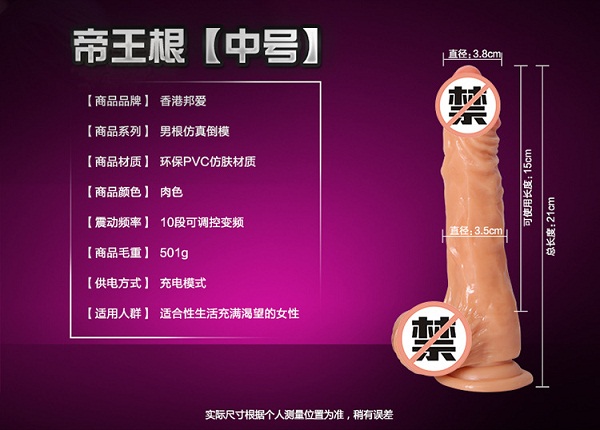 帝王根【中号】
【商品品牌】 香港邦爱
【商品系列】 男根仿真倒模
【商品材质】 环保PVC仿肤材质
【商品颜色】 肉色
【震动频率】 10段可调控变频
【商品毛重】 501g
【供电方式】 充电模式
【适用人群】 适合性生活充满渴望的女性
直径: 3.8cm
禁
直径: 3.5cm
可使用长度: 15cm
总长度: 21cm
禁
实际尺寸根据个人测量位置为准，稍有误差